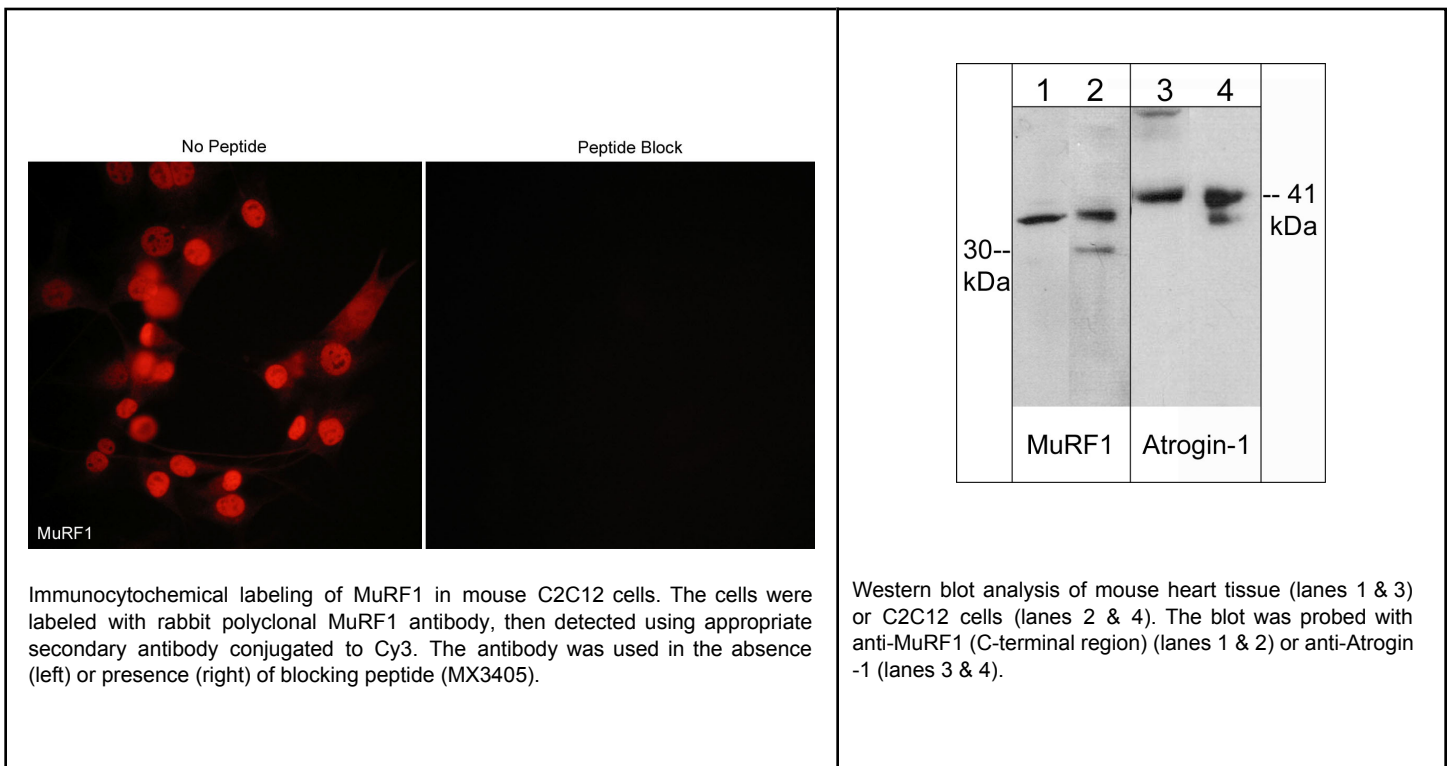 No Peptide
Peptide Block
MuRF1
Immunocytochemical labeling of MuRF1 in mouse C2C12 cells. The cells were
labeled with rabbit polyclonal MuRF1 antibody, then detected using appropriate
secondary antibody conjugated to Cy3. The antibody was used in the absence
(left) or presence (right) of blocking peptide (MX3405).
1 2 3 4
-- 41
kDa
30--
kDa
MuRF1 Atrogin-1
Western blot analysis of mouse heart tissue (lanes 1 & 3)
or C2C12 cells (lanes 2 & 4). The blot was probed with
anti-MuRF1 (C-terminal region) (lanes 1 & 2) or anti-Atrogin
-1 (lanes 3 & 4).